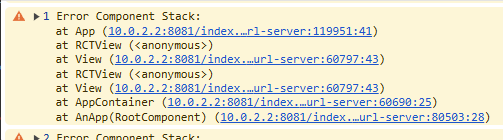 1 Error Component Stack:
at App (10.0.2.2:8081/index.…rl-server:119951:41)
at RCTView (<anonymous>)
at View (10.0.2.2:8081/index.…url-server:60797:43)
at RCTView (<anonymous>)
at View (10.0.2.2:8081/index.…url-server:60797:43)
at AppContainer (10.0.2.2:8081/index.…url-server:60690:25)
at AnApp(RootComponent) (10.0.2.2:8081/index.…url-server:80503:28)
2 Error Component Stack: